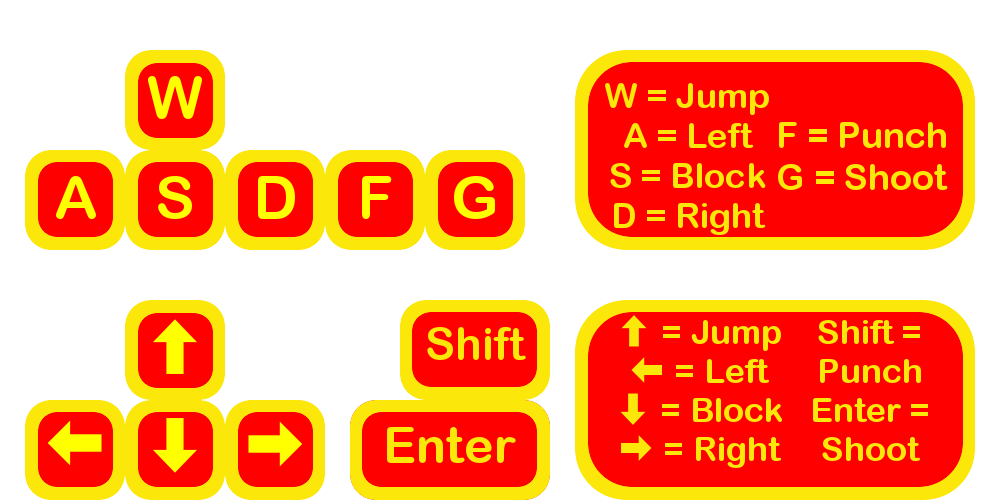 W
A S D F G
W = Jump
A = Left F = Punch
S = Block G = Shoot
D = Right
↑
Shift
← ↓ →
Enter
↑ = Jump Shift =
← = Left Punch
↓ = Block Enter =
→ = Right Shoot